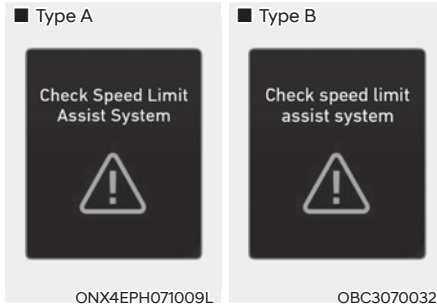 ■ Type A
Check Speed Limit
Assist System
ONX4EPH071009L
■ Type B
Check speed limit
assist system
OBC3070032